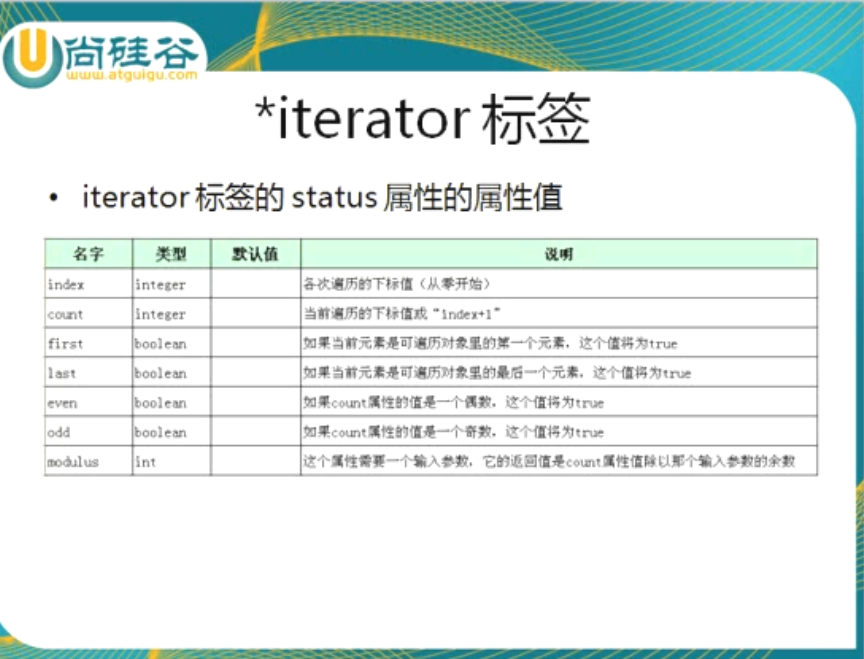 尚硅谷
www.atguigu.com
*iterator 标签
• iterator 标签的 status 属性的属性值
名字 类型 默认值 说明
index integer 各次遍历的下标值（从零开始）
count integer 当前遍历的下标值或“index+1”
first boolean 如果当前元素是可遍历对象里的第一个元素，这个值将为true
last boolean 如果当前元素是可遍历对象里的最后一个元素，这个值将为true
even boolean 如果count属性的值是一个偶数，这个值将为true
odd boolean 如果count属性的值是一个奇数，这个值将为true
modulus int 这个属性需要一个输入参数，它的返回值是count属性值除以那个输入参数的余数